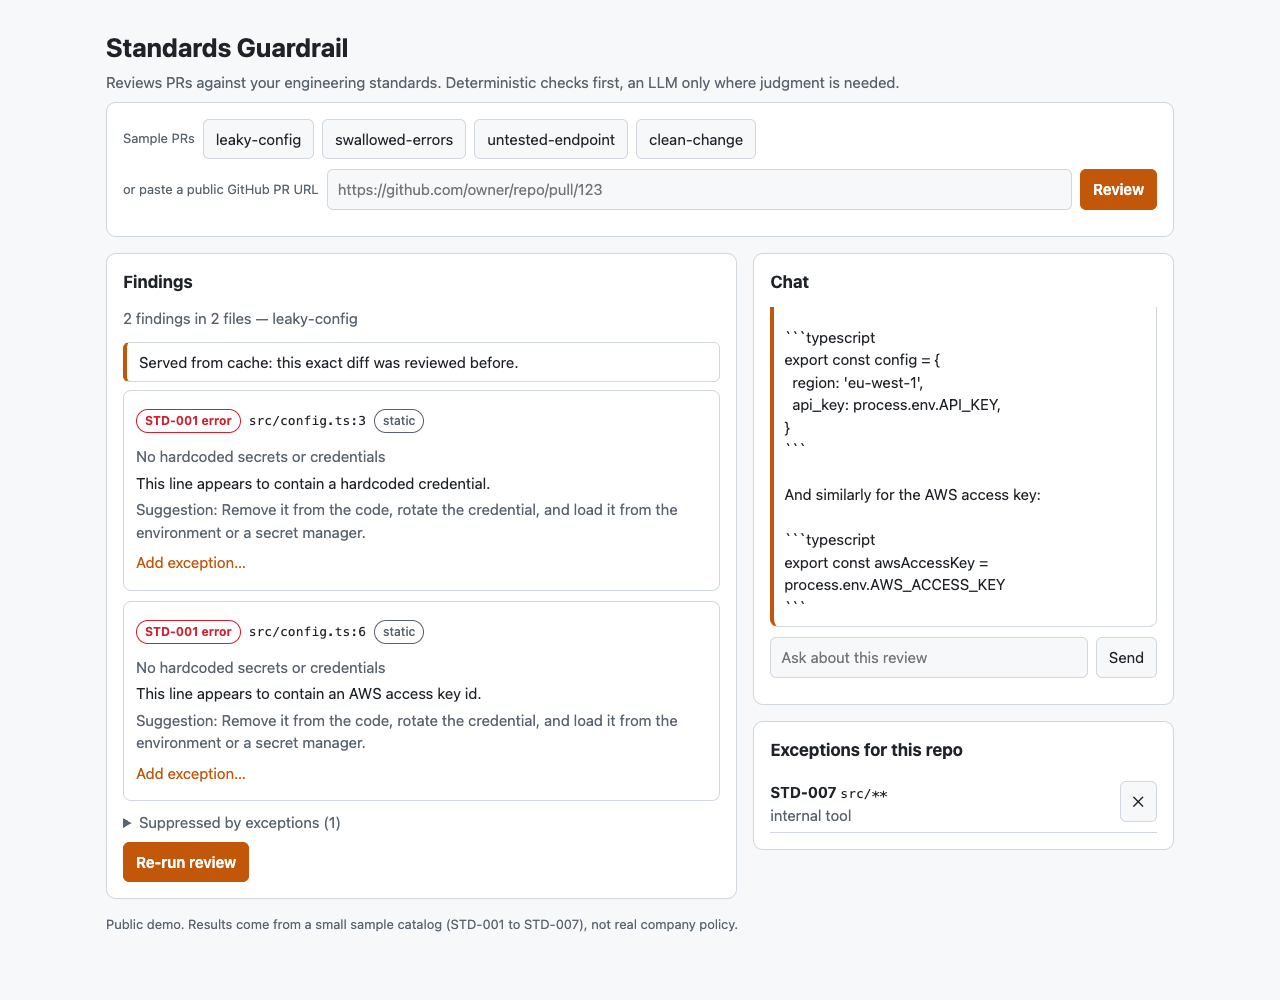 Standards Guardrail
Reviews PRs against your engineering standards. Deterministic checks first, an LLM only where judgment is needed.
Sample PRs
leaky-config
swallowed-errors
untested-endpoint
clean-change
or paste a public GitHub PR URL
https://github.com/owner/repo/pull/123
Review
Findings
2 findings in 2 files — leaky-config
Served from cache: this exact diff was reviewed before.
STD-001 error src/config.ts:3 static
No hardcoded secrets or credentials
This line appears to contain a hardcoded credential.
Suggestion: Remove it from the code, rotate the credential, and load it from the
environment or a secret manager.
Add exception...
STD-001 error src/config.ts:6 static
No hardcoded secrets or credentials
This line appears to contain an AWS access key id.
Suggestion: Remove it from the code, rotate the credential, and load it from the
environment or a secret manager.
Add exception...
▶ Suppressed by exceptions (1)
Re-run review
Chat
```typescript
export const config = {
  region: 'eu-west-1',
  api_key: process.env.API_KEY,
}
```
And similarly for the AWS access key:
```typescript
export const awsAccessKey =
process.env.AWS_ACCESS_KEY
```
Ask about this review
Send
Exceptions for this repo
STD-007 src/**
internal tool
×
Public demo. Results come from a small sample catalog (STD-001 to STD-007), not real company policy.